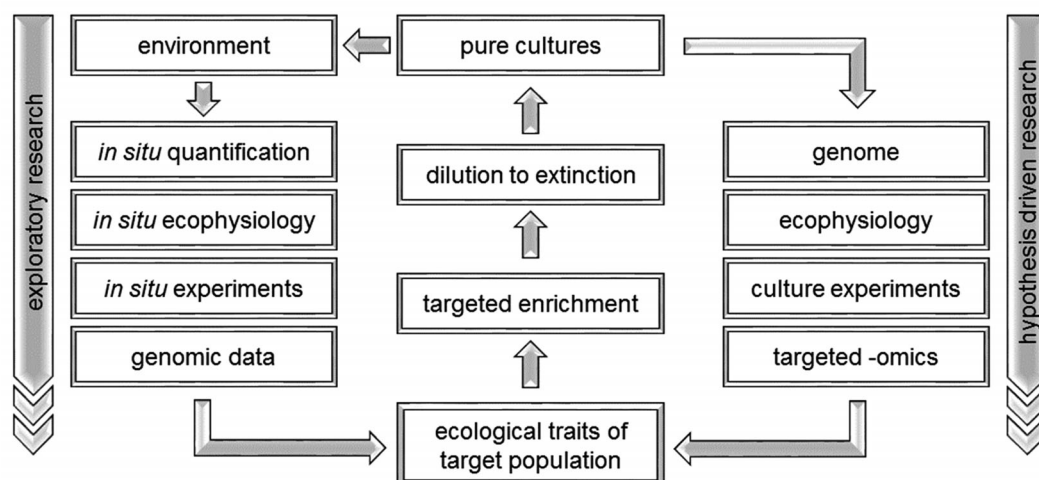 exploratory research
environment
in situ quantification
in situ ecophysiology
in situ experiments
genomic data
pure cultures
dilution to extinction
targeted enrichment
ecological traits of
target population
genome
ecophysiology
culture experiments
targeted -omics
hypothesis driven research